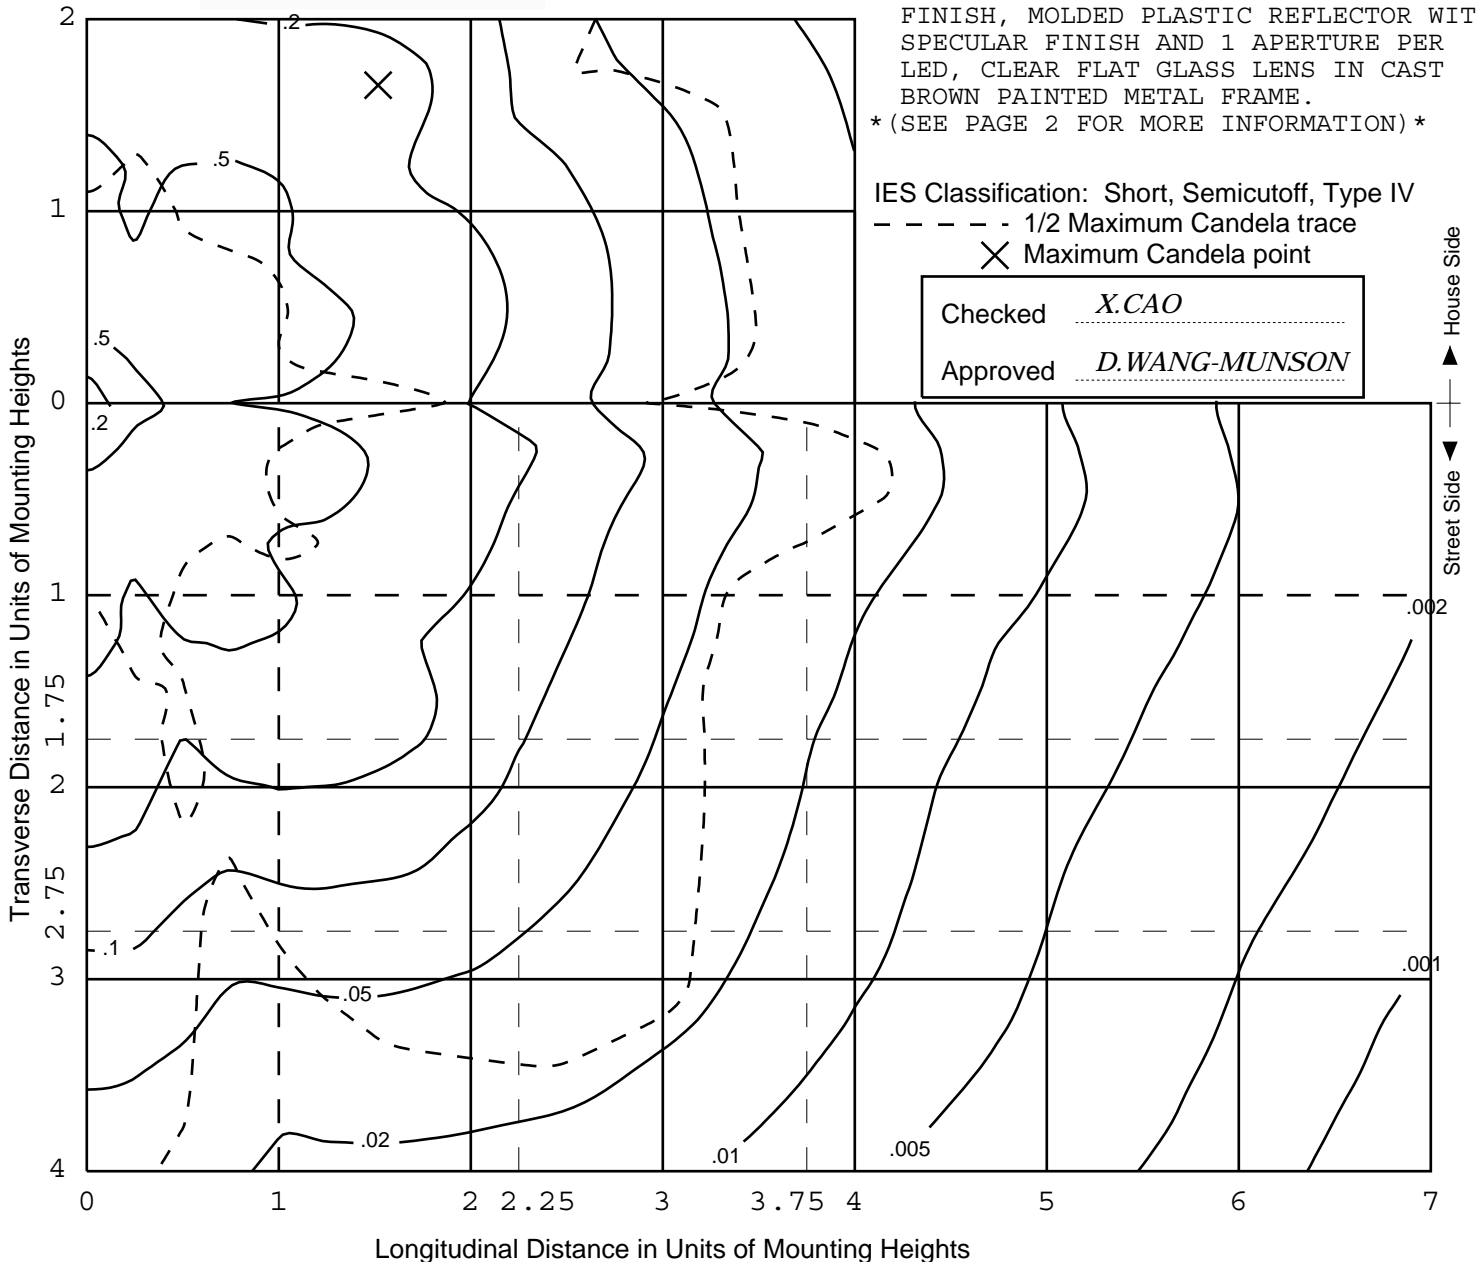 FINISH, MOLDED PLASTIC REFLECTOR WIT
SPECULAR FINISH AND 1 APERTURE PER
LED, CLEAR FLAT GLASS LENS IN CAST
BROWN PAINTED METAL FRAME.
*(SEE PAGE 2 FOR MORE INFORMATION)*
IES Classification: Short, Semicutoff, Type IV
1/2 Maximum Candela trace
Maximum Candela point
Checked X.CAO
Approved D.WANG-MUNSON
House Side
Street Side
Transverse Distance in Units of Mounting Heights
2
1
0
1
1.75
2
2.75
3
4
.2
.5
.5
.2
.1
.05
.02
.01
.005
.002
.001
0 1 2 2.25 3 3.75 4 5 6 7
Longitudinal Distance in Units of Mounting Heights